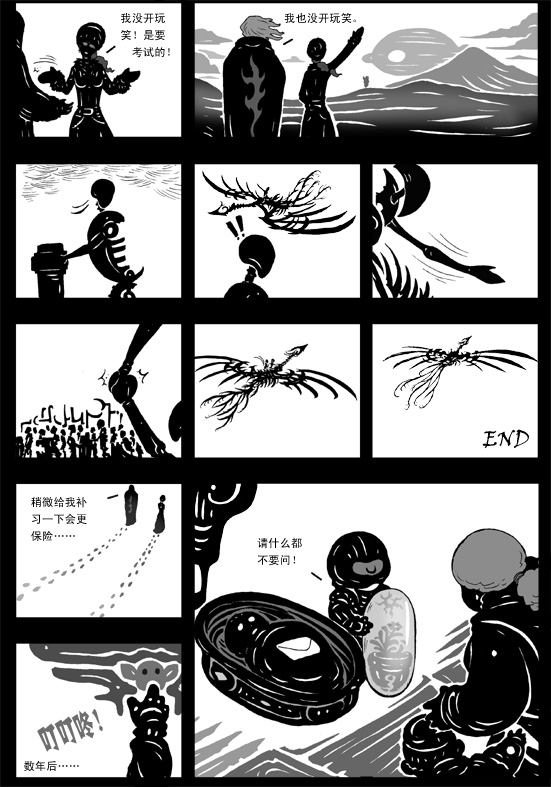 我没开玩
笑！是要
考试的！
我也没开玩笑。
!!
END
稍微给我补
习一下会更
保险……
请什么都
不要问！
叮叮咚！
数年后……